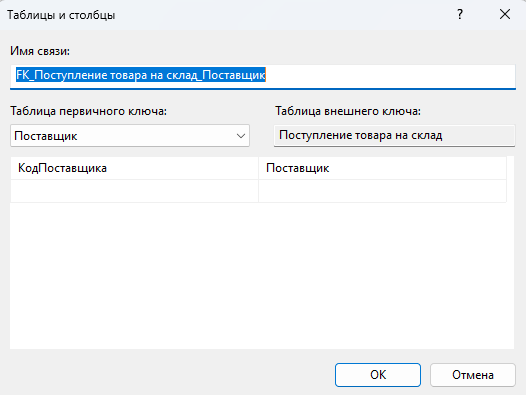 Таблицы и столбцы
?
Имя связи:
FK_Поступление товара на склад_Поставщик
Таблица первичного ключа: Таблица внешнего ключа:
Поставщик Поступление товара на склад
КодПоставщика Поставщик
ОК Отмена